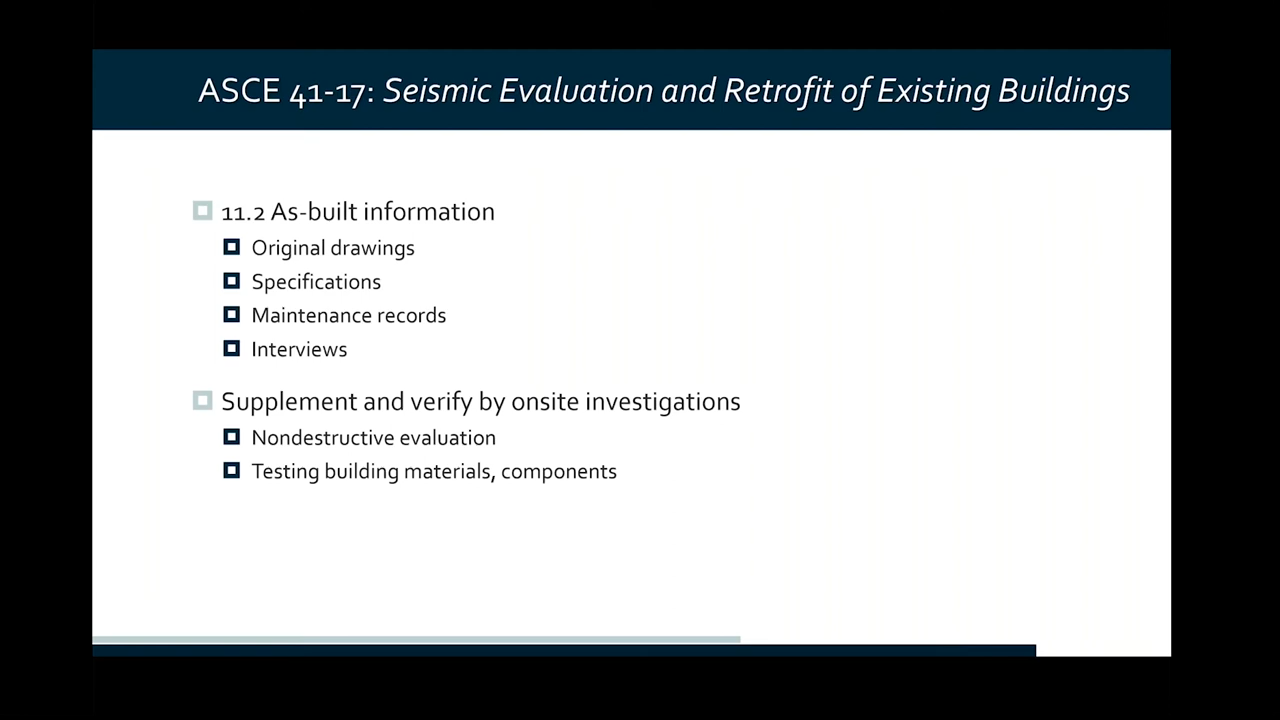 ASCE 41-17: Seismic Evaluation and Retrofit of Existing Buildings
11.2 As-built information
Original drawings
Specifications
Maintenance records
Interviews
Supplement and verify by onsite investigations
Nondestructive evaluation
Testing building materials, components